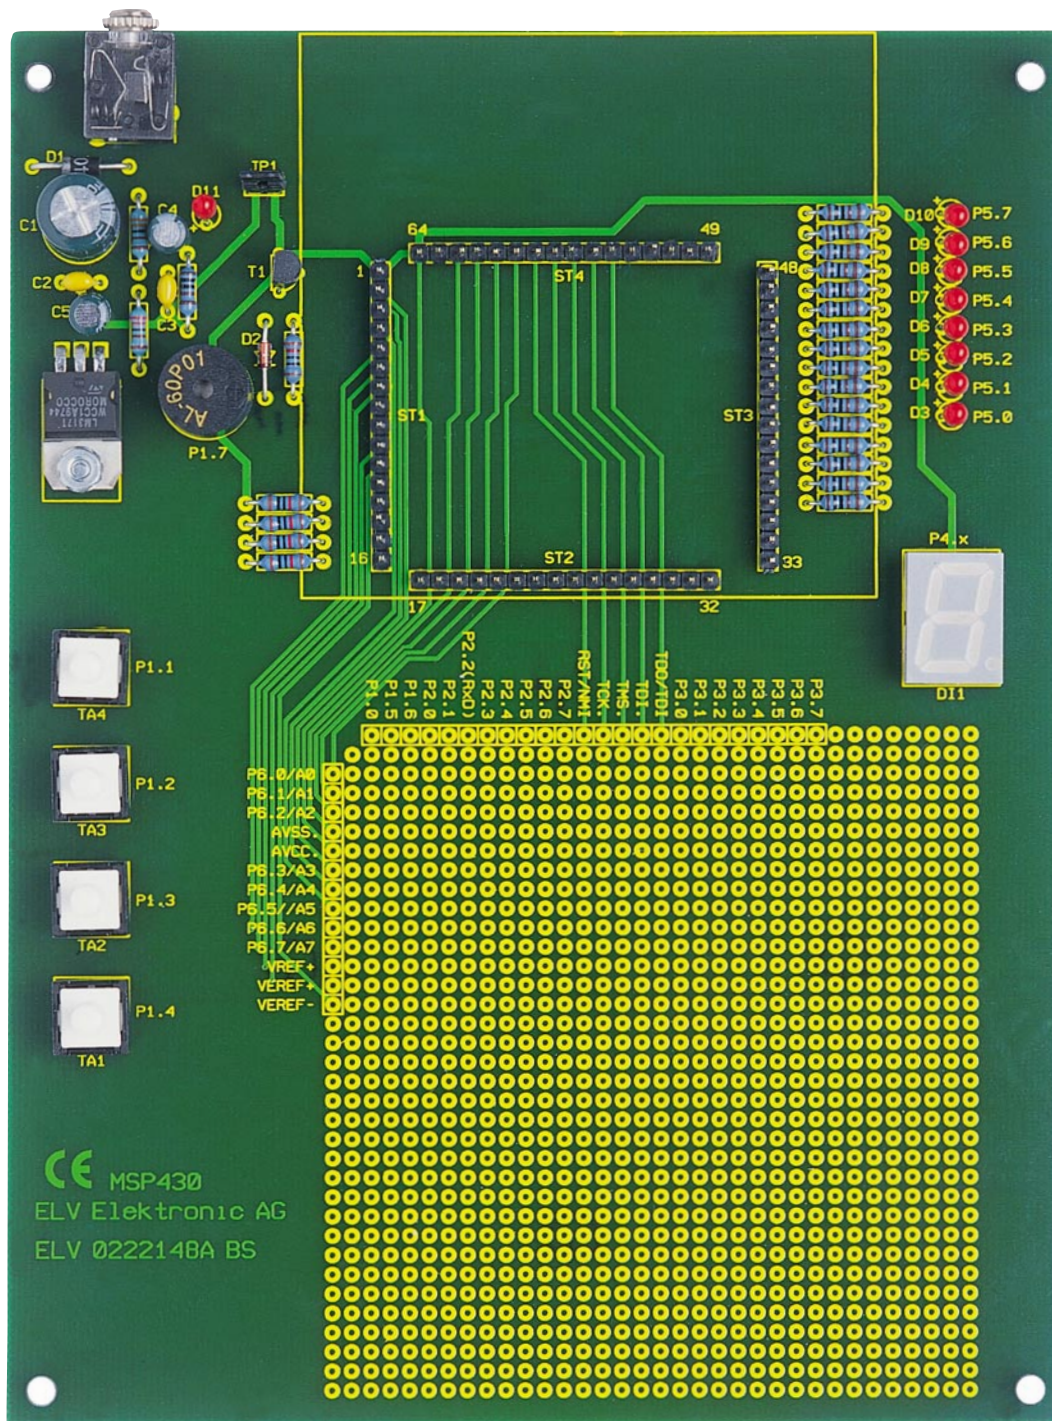 D1
C1
C2
C5
C4
D11
C3
TP1
T1
D2
LM317T
WCC1A9744
MOROCCO
AL-60P01
P1.7
64
49
ST4
1
48
ST1
ST3
16
33
ST2
17
32
D10 P5.7
D9 P5.6
D8 P5.5
D7 P5.4
D6 P5.3
D5 P5.2
D4 P5.1
D3 P5.0
P4.x
DI1
P1.1
TA4
P1.2
TA3
P1.3
TA2
P1.4
TA1
P1.0
P1.5
P1.6
P2.0
P2.1
P2.2(RxD)
P2.3
P2.4
P2.5
P2.6
P2.7
RST/NMI
TCK
TMS
TDI
TDO/TDI
P3.0
P3.1
P3.2
P3.3
P3.4
P3.5
P3.6
P3.7
P6.0/A0
P6.1/A1
P6.2/A2
AVSS.
AVCC.
P6.3/A3
P6.4/A4
P6.5//A5
P6.6/A6
P6.7/A7
VREF+
VEREF+
VEREF-
CE MSP430
ELV Elektronic AG
ELV 0222148A BS